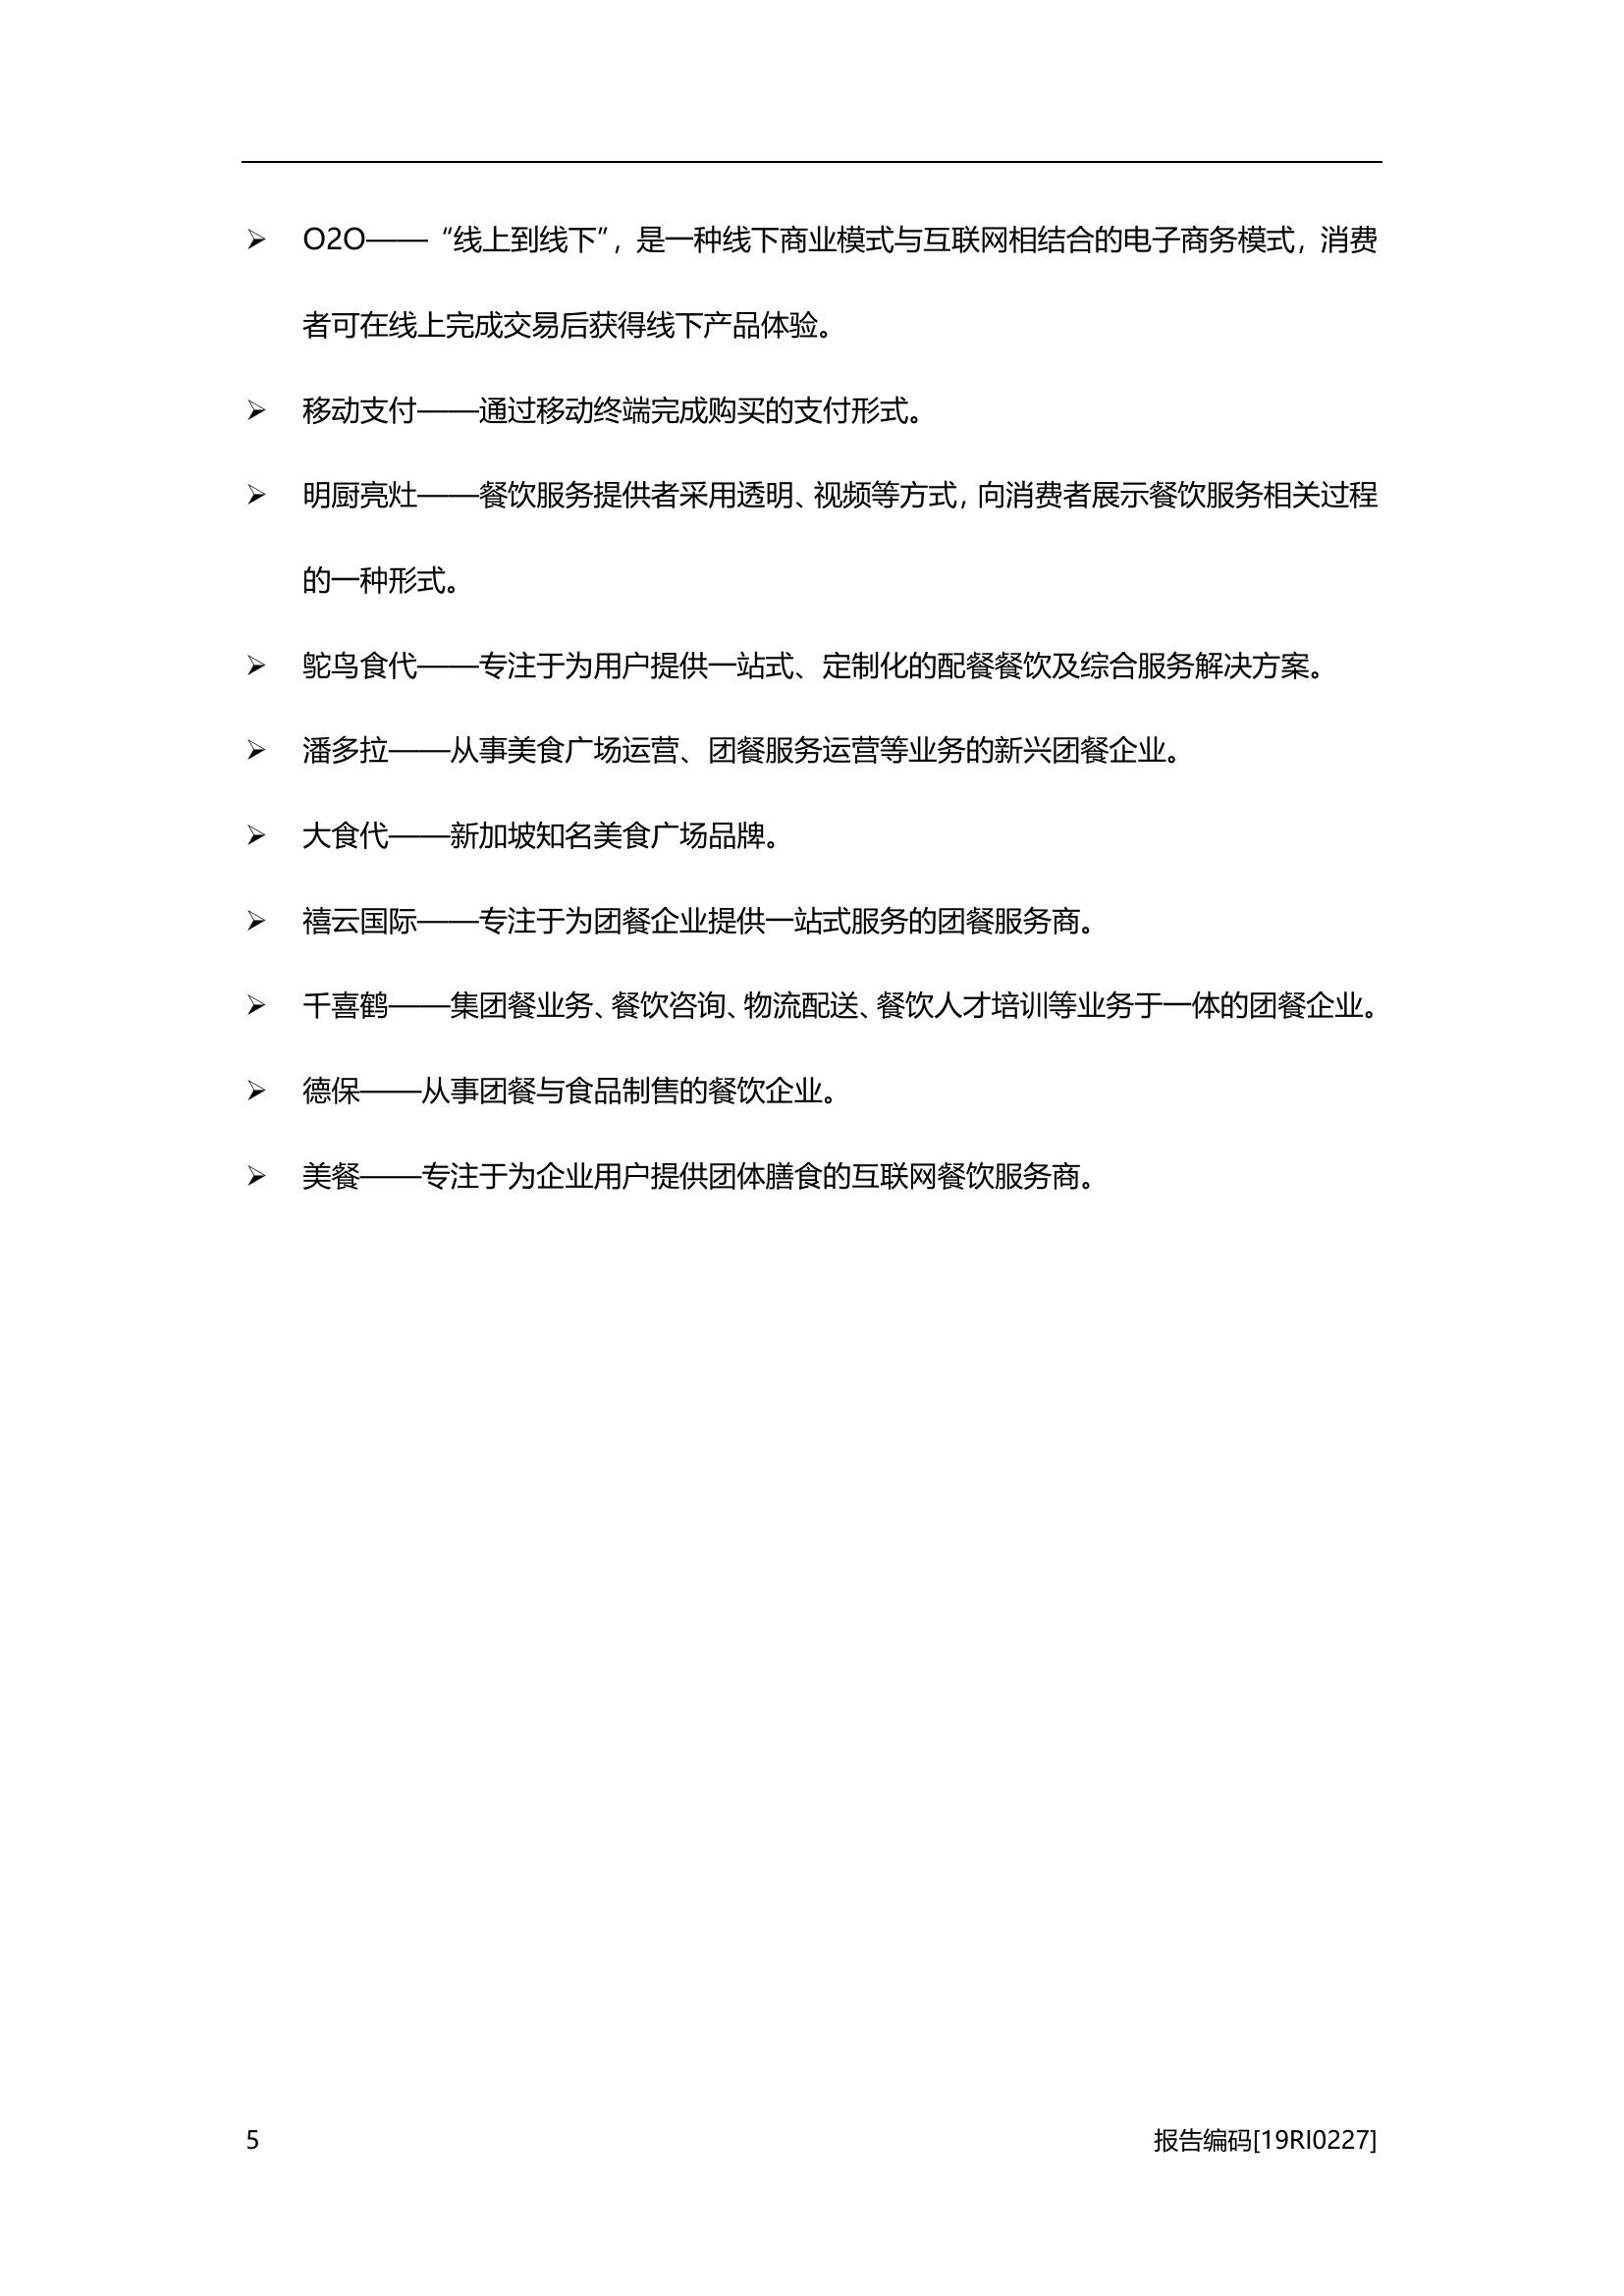 ➢ O2O——“线上到线下”，是一种线下商业模式与互联网相结合的电子商务模式，消费
者可在线上完成交易后获得线下产品体验。
➢ 移动支付——通过移动终端完成购买的支付形式。
➢ 明厨亮灶——餐饮服务提供者采用透明、视频等方式，向消费者展示餐饮服务相关过程
的一种形式。
➢ 鸵鸟食代——专注于为用户提供一站式、定制化的配餐餐饮及综合服务解决方案。
➢ 潘多拉——从事美食广场运营、团餐服务运营等业务的新兴团餐企业。
➢ 大食代——新加坡知名美食广场品牌。
➢ 禧云国际——专注于为团餐企业提供一站式服务的团餐服务商。
➢ 千喜鹤——集团餐业务、餐饮咨询、物流配送、餐饮人才培训等业务于一体的团餐企业。
➢ 德保——从事团餐与食品制售的餐饮企业。
➢ 美餐——专注于为企业用户提供团体膳食的互联网餐饮服务商。
5 报告编码[19RI0227]